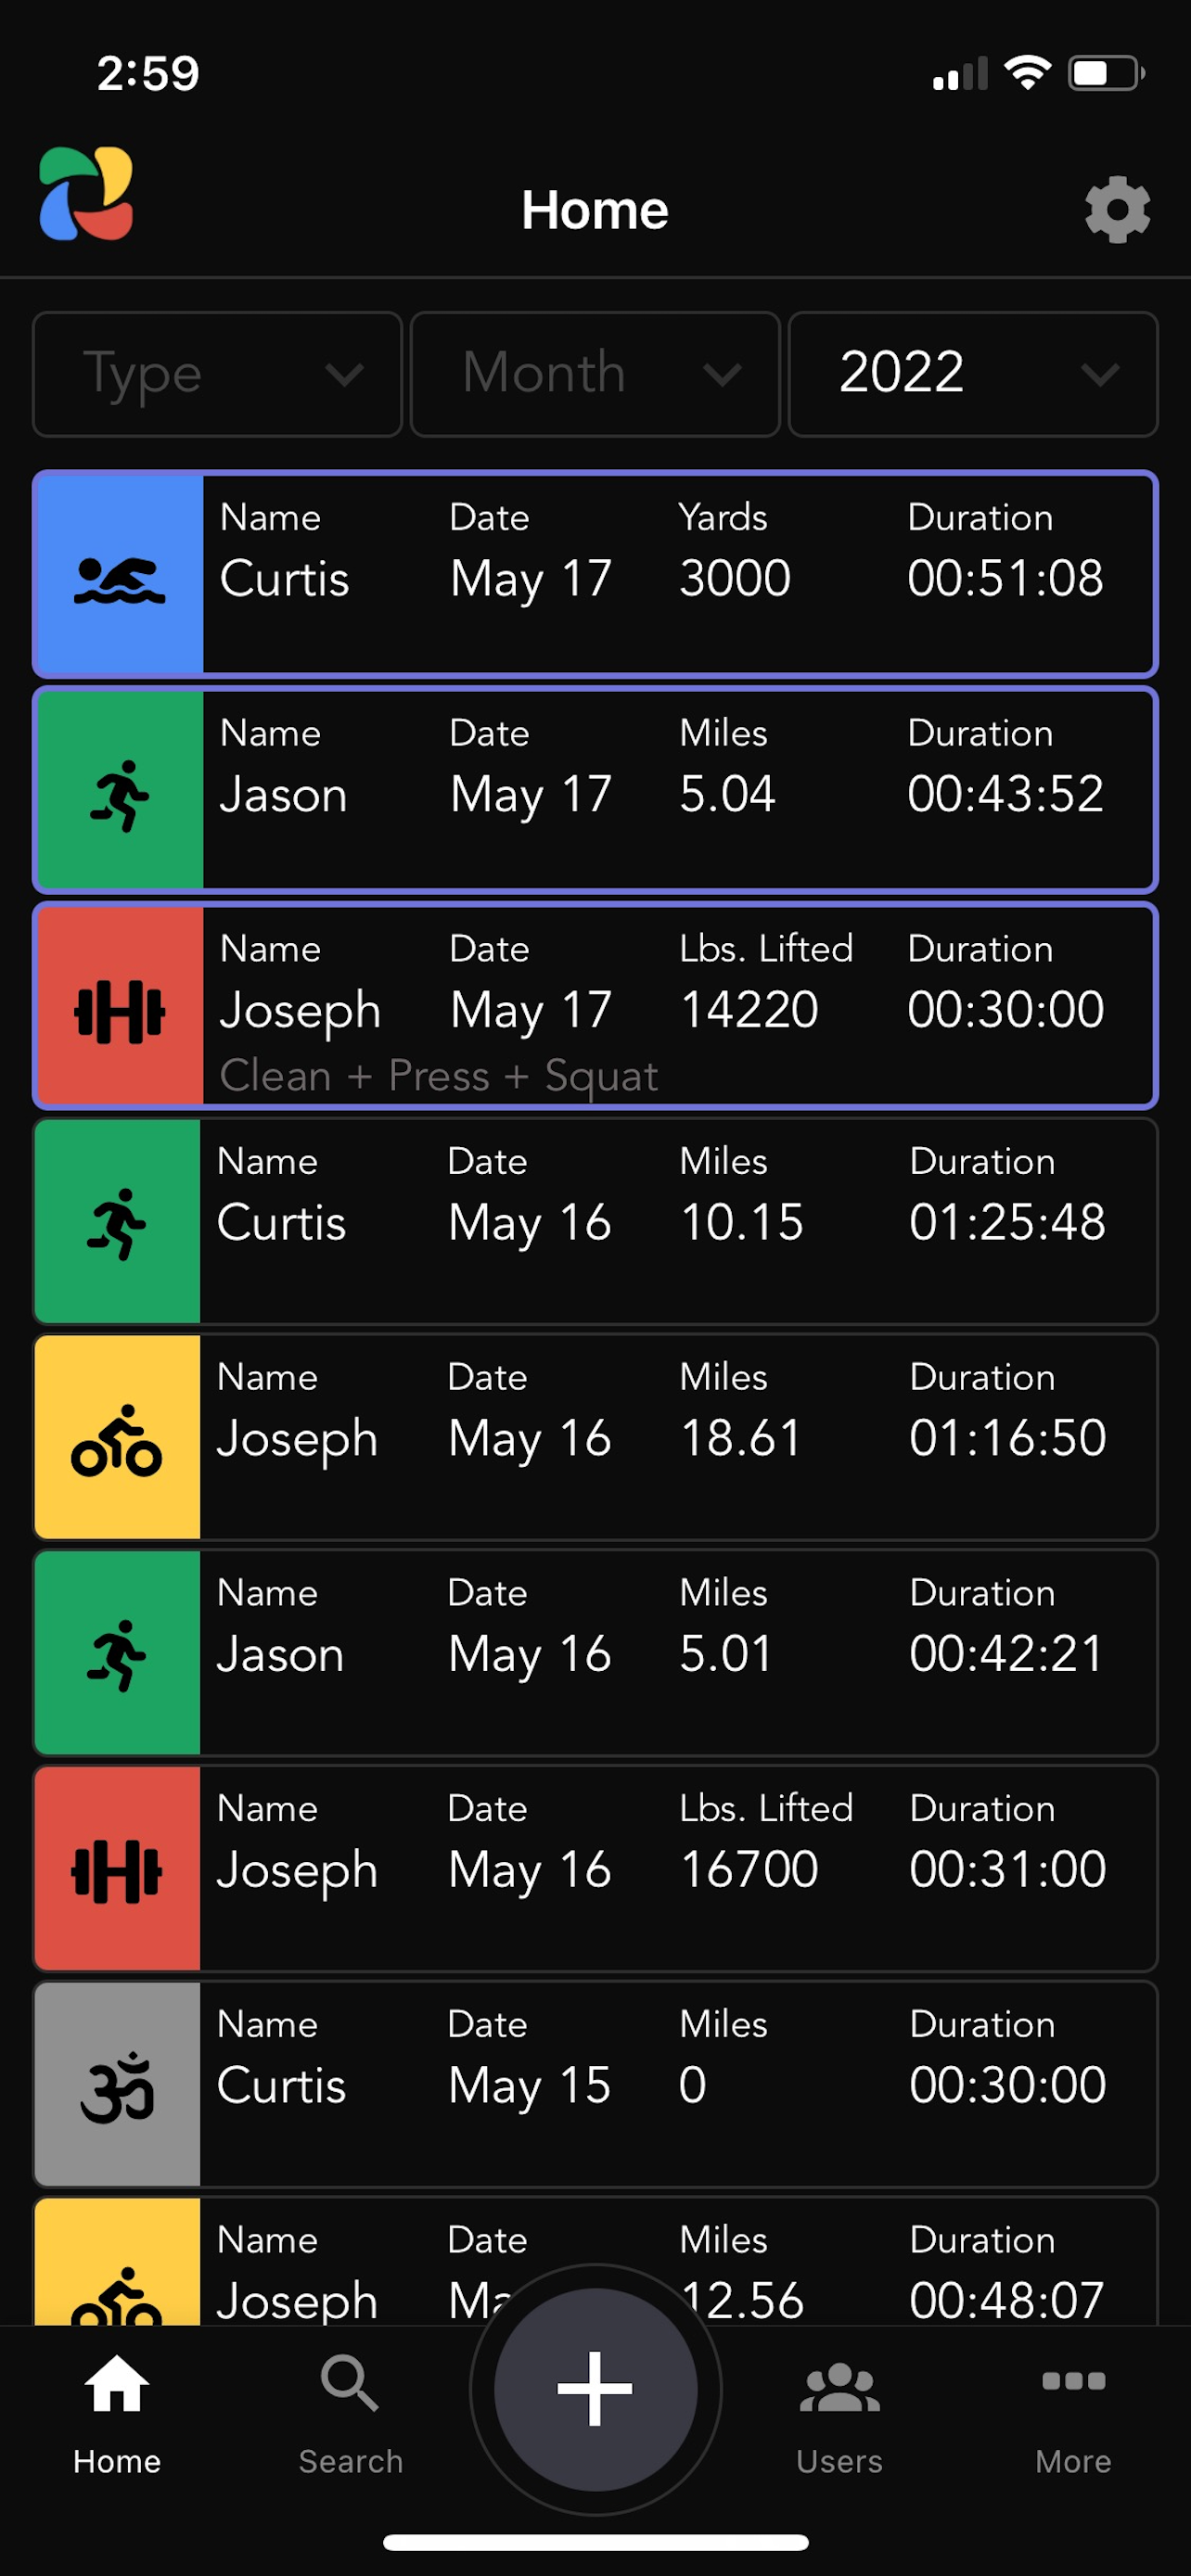 2:59
Home
Type Month 2022
Name Date Yards Duration
Curtis May 17 3000 00:51:08
Name Date Miles Duration
Jason May 17 5.04 00:43:52
Name Date Lbs. Lifted Duration
Joseph May 17 14220 00:30:00
Clean + Press + Squat
Name Date Miles Duration
Curtis May 16 10.15 01:25:48
Name Date Miles Duration
Joseph May 16 18.61 01:16:50
Name Date Miles Duration
Jason May 16 5.01 00:42:21
Name Date Lbs. Lifted Duration
Joseph May 16 16700 00:31:00
ॐ
Name Date Miles Duration
Curtis May 15 0 00:30:00
Name Date Miles Duration
Joseph 12.56 00:48:07
Home Search Users More